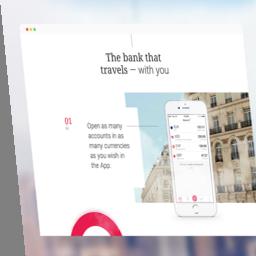 The bank that
travels – with you
01
Open as many
accounts in as
many currencies
as you wish in
the App.